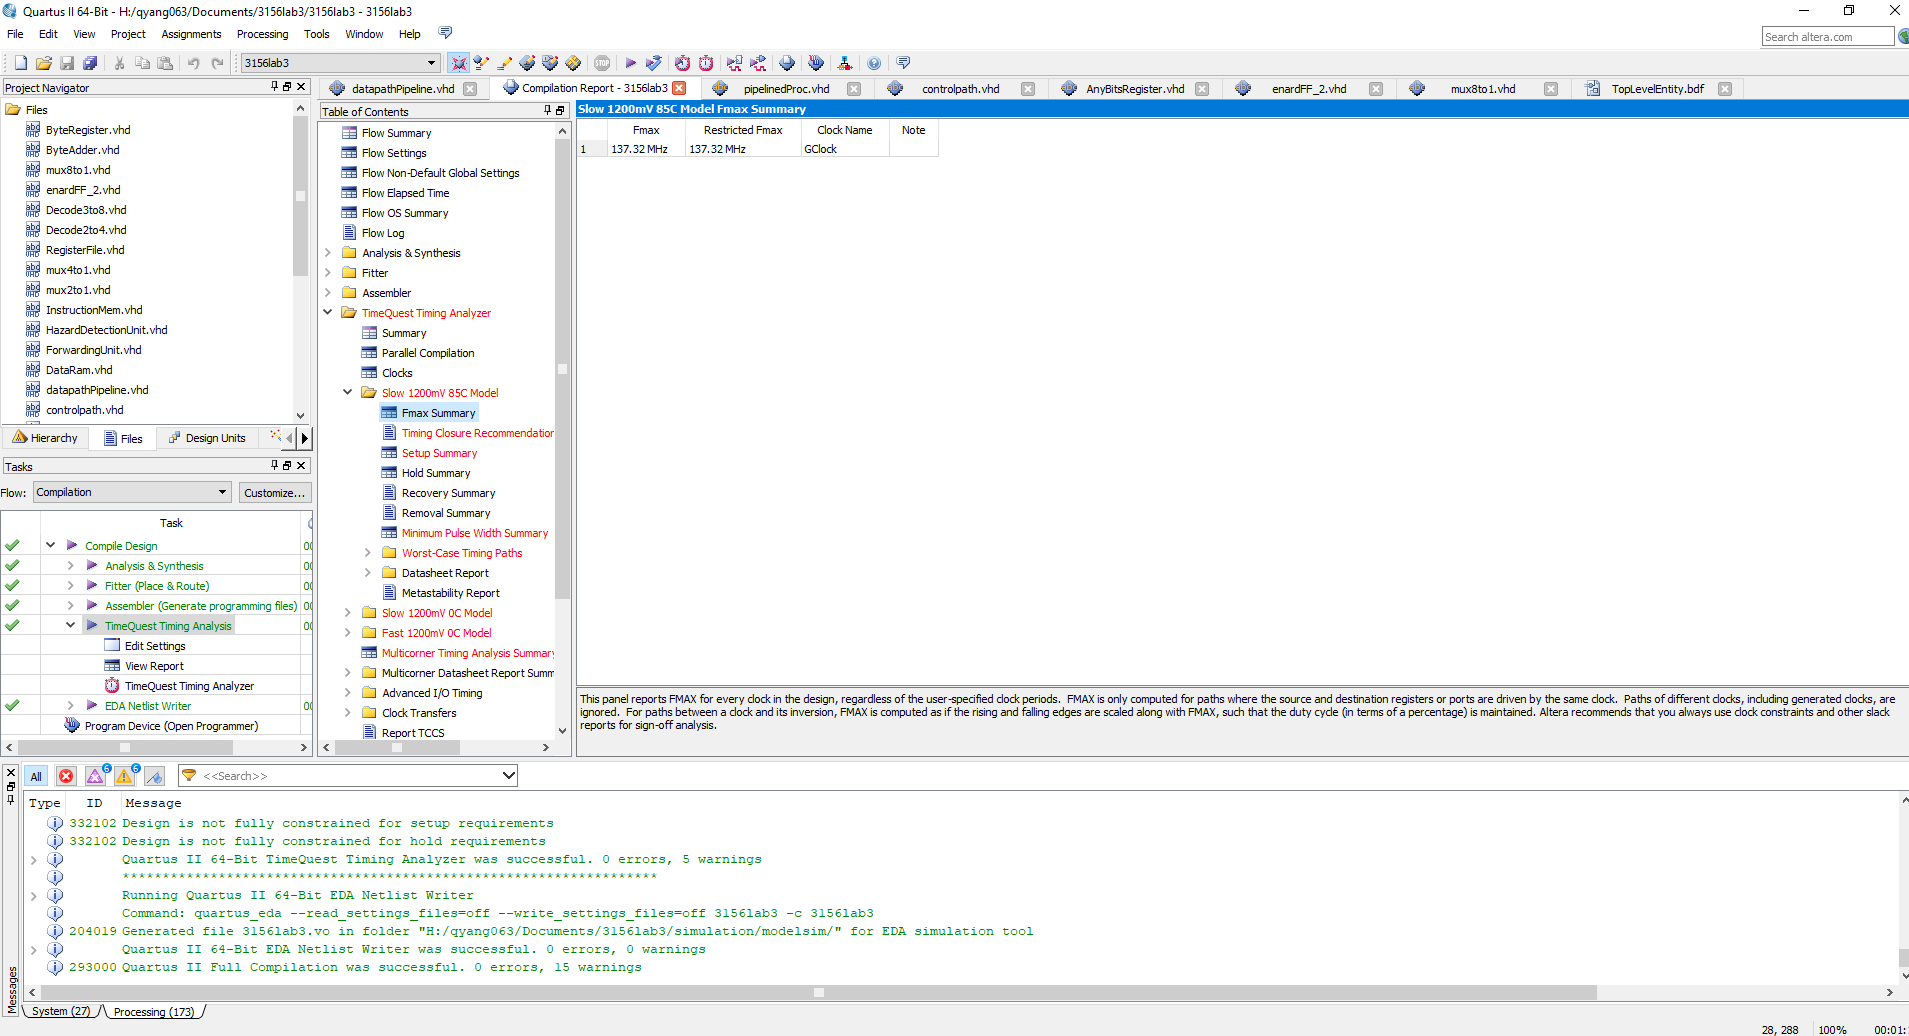 Quartus II 64-Bit - H:/qyang063/Documents/3156lab3/3156lab3 - 3156lab3
File Edit View Project Assignments Processing Tools Window Help
Search altera.com
3156lab3
Project Navigator
Files
ByteRegister.vhd
ByteAdder.vhd
mux8to1.vhd
enardFF_2.vhd
Decode3to8.vhd
Decode2to4.vhd
RegisterFile.vhd
mux4to1.vhd
mux2to1.vhd
InstructionMem.vhd
HazardDetectionUnit.vhd
ForwardingUnit.vhd
DataRam.vhd
datapathPipeline.vhd
controlpath.vhd
Hierarchy Files Design Units
Tasks
Flow: Compilation Customize...
Task
Compile Design
Analysis & Synthesis
Fitter (Place & Route)
Assembler (Generate programming files)
TimeQuest Timing Analysis
Edit Settings
View Report
TimeQuest Timing Analyzer
EDA Netlist Writer
Program Device (Open Programmer)
datapathPipeline.vhd Compilation Report - 3156lab3 pipelinedProc.vhd controlpath.vhd AnyBitsRegister.vhd enardFF_2.vhd mux8to1.vhd TopLevelEntity.bdf
Table of Contents
Flow Summary
Flow Settings
Flow Non-Default Global Settings
Flow Elapsed Time
Flow OS Summary
Flow Log
Analysis & Synthesis
Fitter
Assembler
TimeQuest Timing Analyzer
Summary
Parallel Compilation
Clocks
Slow 1200mV 85C Model
Fmax Summary
Timing Closure Recommendation
Setup Summary
Hold Summary
Recovery Summary
Removal Summary
Minimum Pulse Width Summary
Worst-Case Timing Paths
Datasheet Report
Metastability Report
Slow 1200mV 0C Model
Fast 1200mV 0C Model
Multicorner Timing Analysis Summary
Multicorner Datasheet Report Summ
Advanced I/O Timing
Clock Transfers
Report TCCS
Slow 1200mV 85C Model Fmax Summary
Fmax Restricted Fmax Clock Name Note
1 137.32 MHz 137.32 MHz GClock
This panel reports FMAX for every clock in the design, regardless of the user-specified clock periods. FMAX is only computed for paths where the source and destination registers or ports are driven by the same clock. Paths of different clocks, including generated clocks, are
ignored. For paths between a clock and its inversion, FMAX is computed as if the rising and falling edges are scaled along with FMAX, such that the duty cycle (in terms of a percentage) is maintained. Altera recommends that you always use clock constraints and other slack
reports for sign-off analysis.
All 6 6 <<Search>>
Type ID Message
332102 Design is not fully constrained for setup requirements
332102 Design is not fully constrained for hold requirements
Quartus II 64-Bit TimeQuest Timing Analyzer was successful. 0 errors, 5 warnings
*******************************************************************
Running Quartus II 64-Bit EDA Netlist Writer
Command: quartus_eda --read_settings_files=off --write_settings_files=off 3156lab3 -c 3156lab3
204019 Generated file 3156lab3.vo in folder "H:/qyang063/Documents/3156lab3/simulation/modelsim/" for EDA simulation tool
Quartus II 64-Bit EDA Netlist Writer was successful. 0 errors, 0 warnings
293000 Quartus II Full Compilation was successful. 0 errors, 15 warnings
Messages
System (27) Processing (173)
28, 288 100% 00:01: